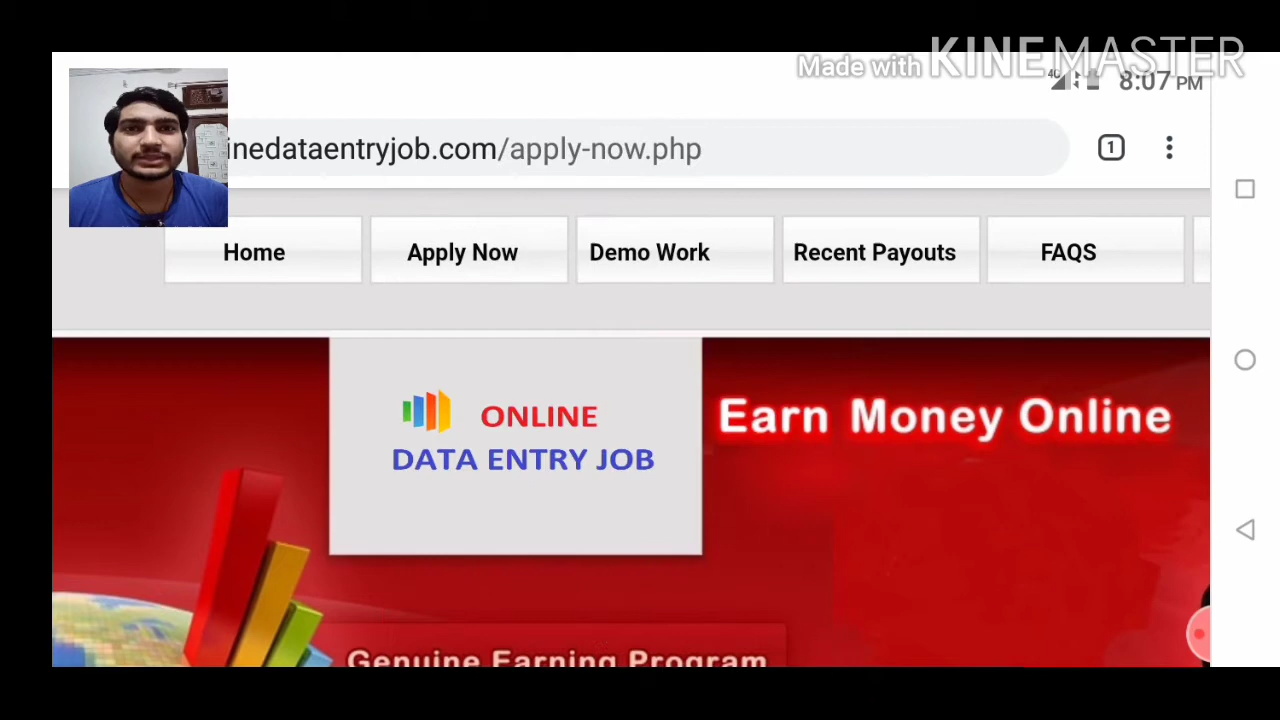 Made with KINEMASTER
4G 8:07 PM
inedataentryjob.com/apply-now.php
1
Home Apply Now Demo Work Recent Payouts FAQS
ONLINE
DATA ENTRY JOB
Earn Money Online
Genuine Earning Program